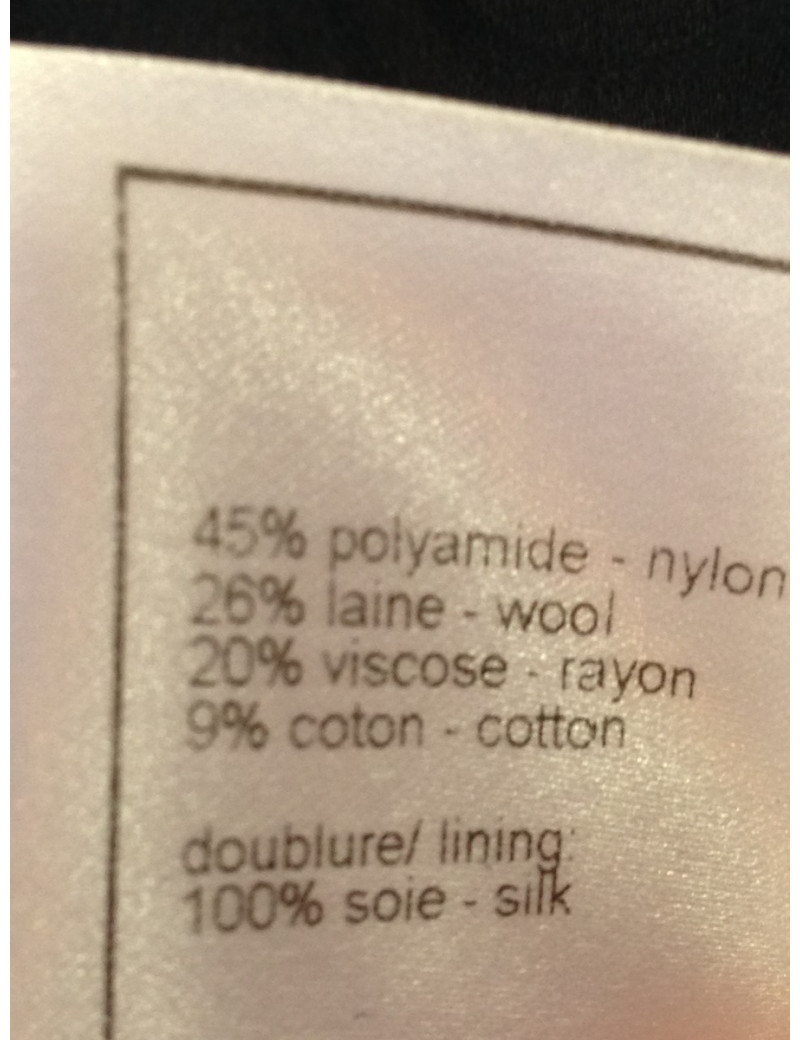 45% polyamide - nylon
26% laine - wool
20% viscose - rayon
9% coton - cotton
doublure/ lining:
100% soie - silk